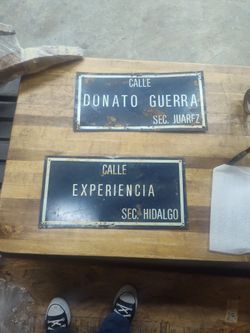 CALLE
DONATO GUERRA
SEC. JUAREZ
CALLE
EXPERIENCIA
SEC. HIDALGO